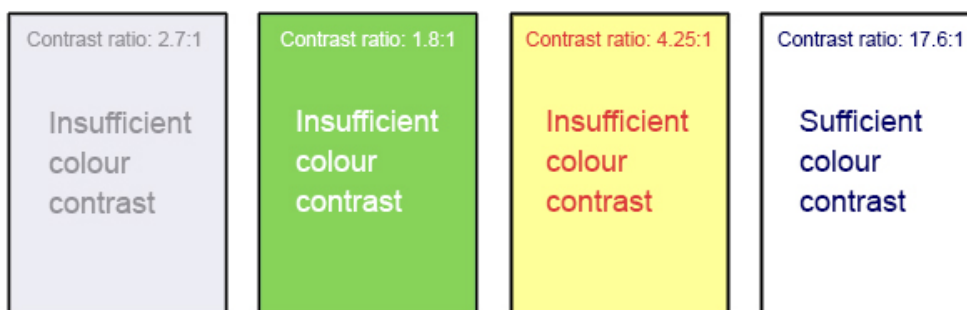 Contrast ratio: 2.7:1
Insufficient
colour
contrast
Contrast ratio: 1.8:1
Insufficient
colour
contrast
Contrast ratio: 4.25:1
Insufficient
colour
contrast
Contrast ratio: 17.6:1
Sufficient
colour
contrast